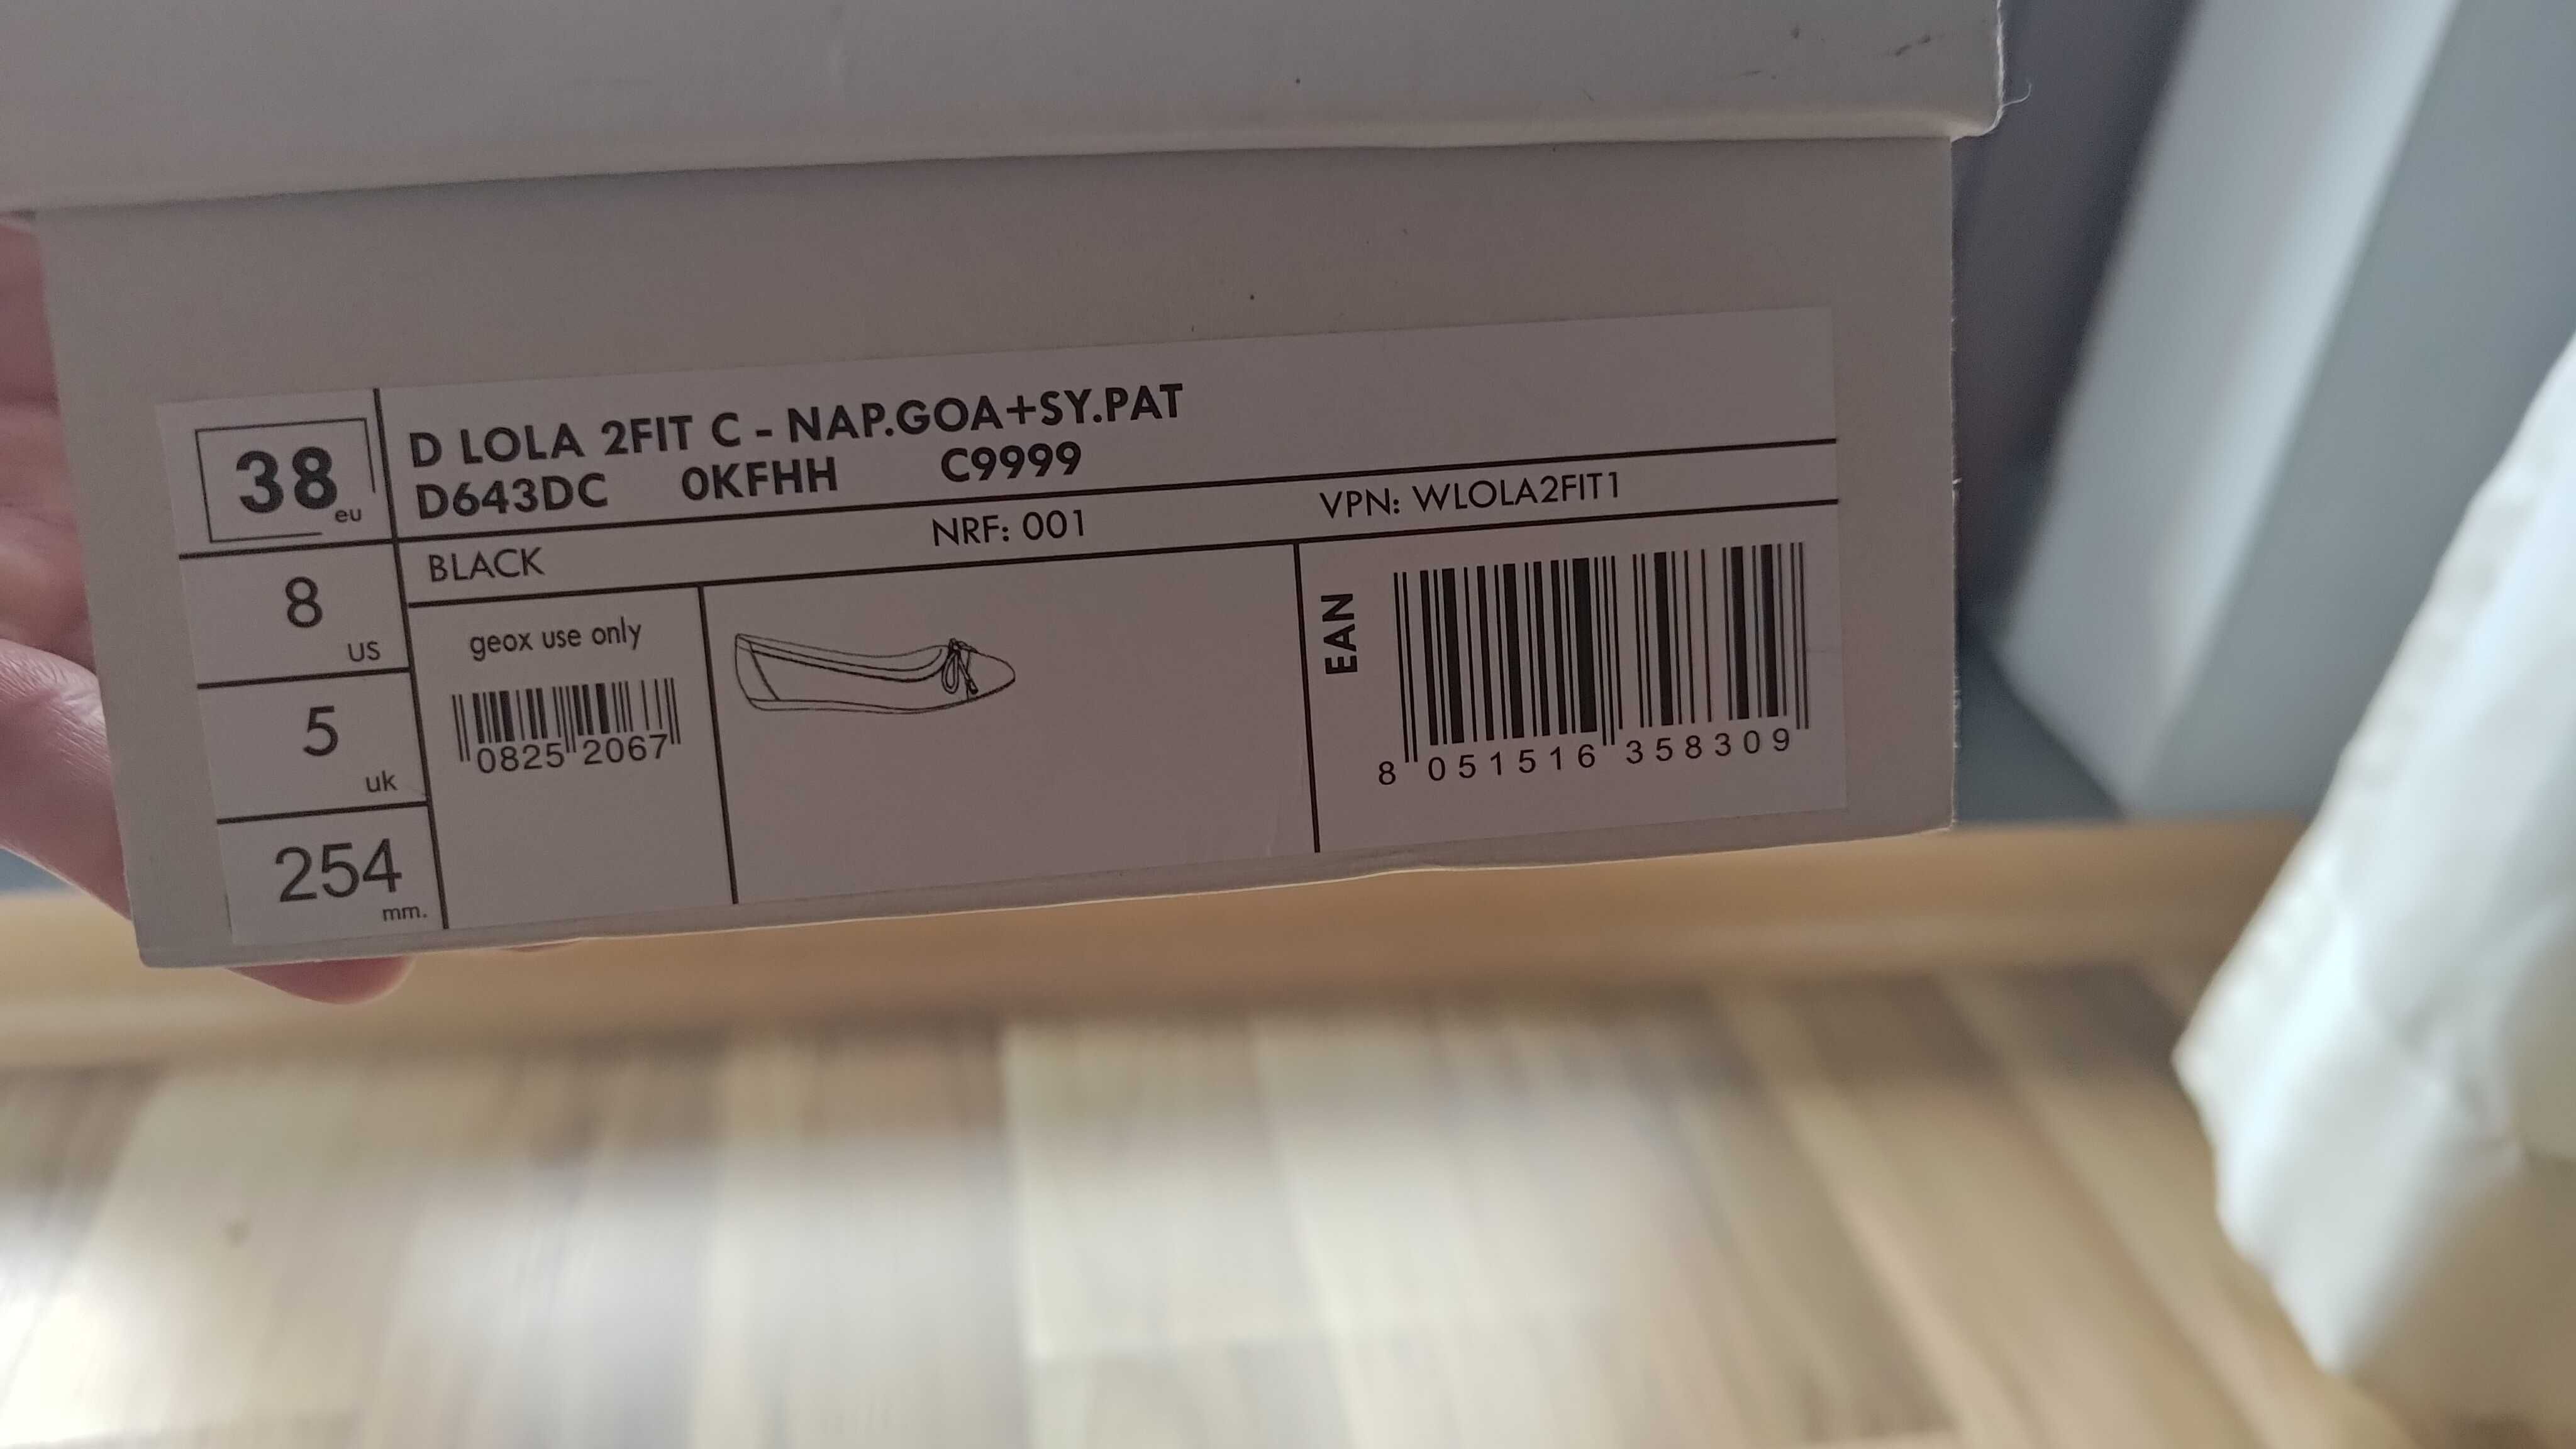 38 eu
D LOLA 2FIT C - NAP.GOA+SY.PAT
D643DC 0KFHH C9999
BLACK NRF: 001 VPN: WLOLA2FIT1
8 US
5 uk
254 mm.
geox use only
0825 2067
EAN
8 051516 358309